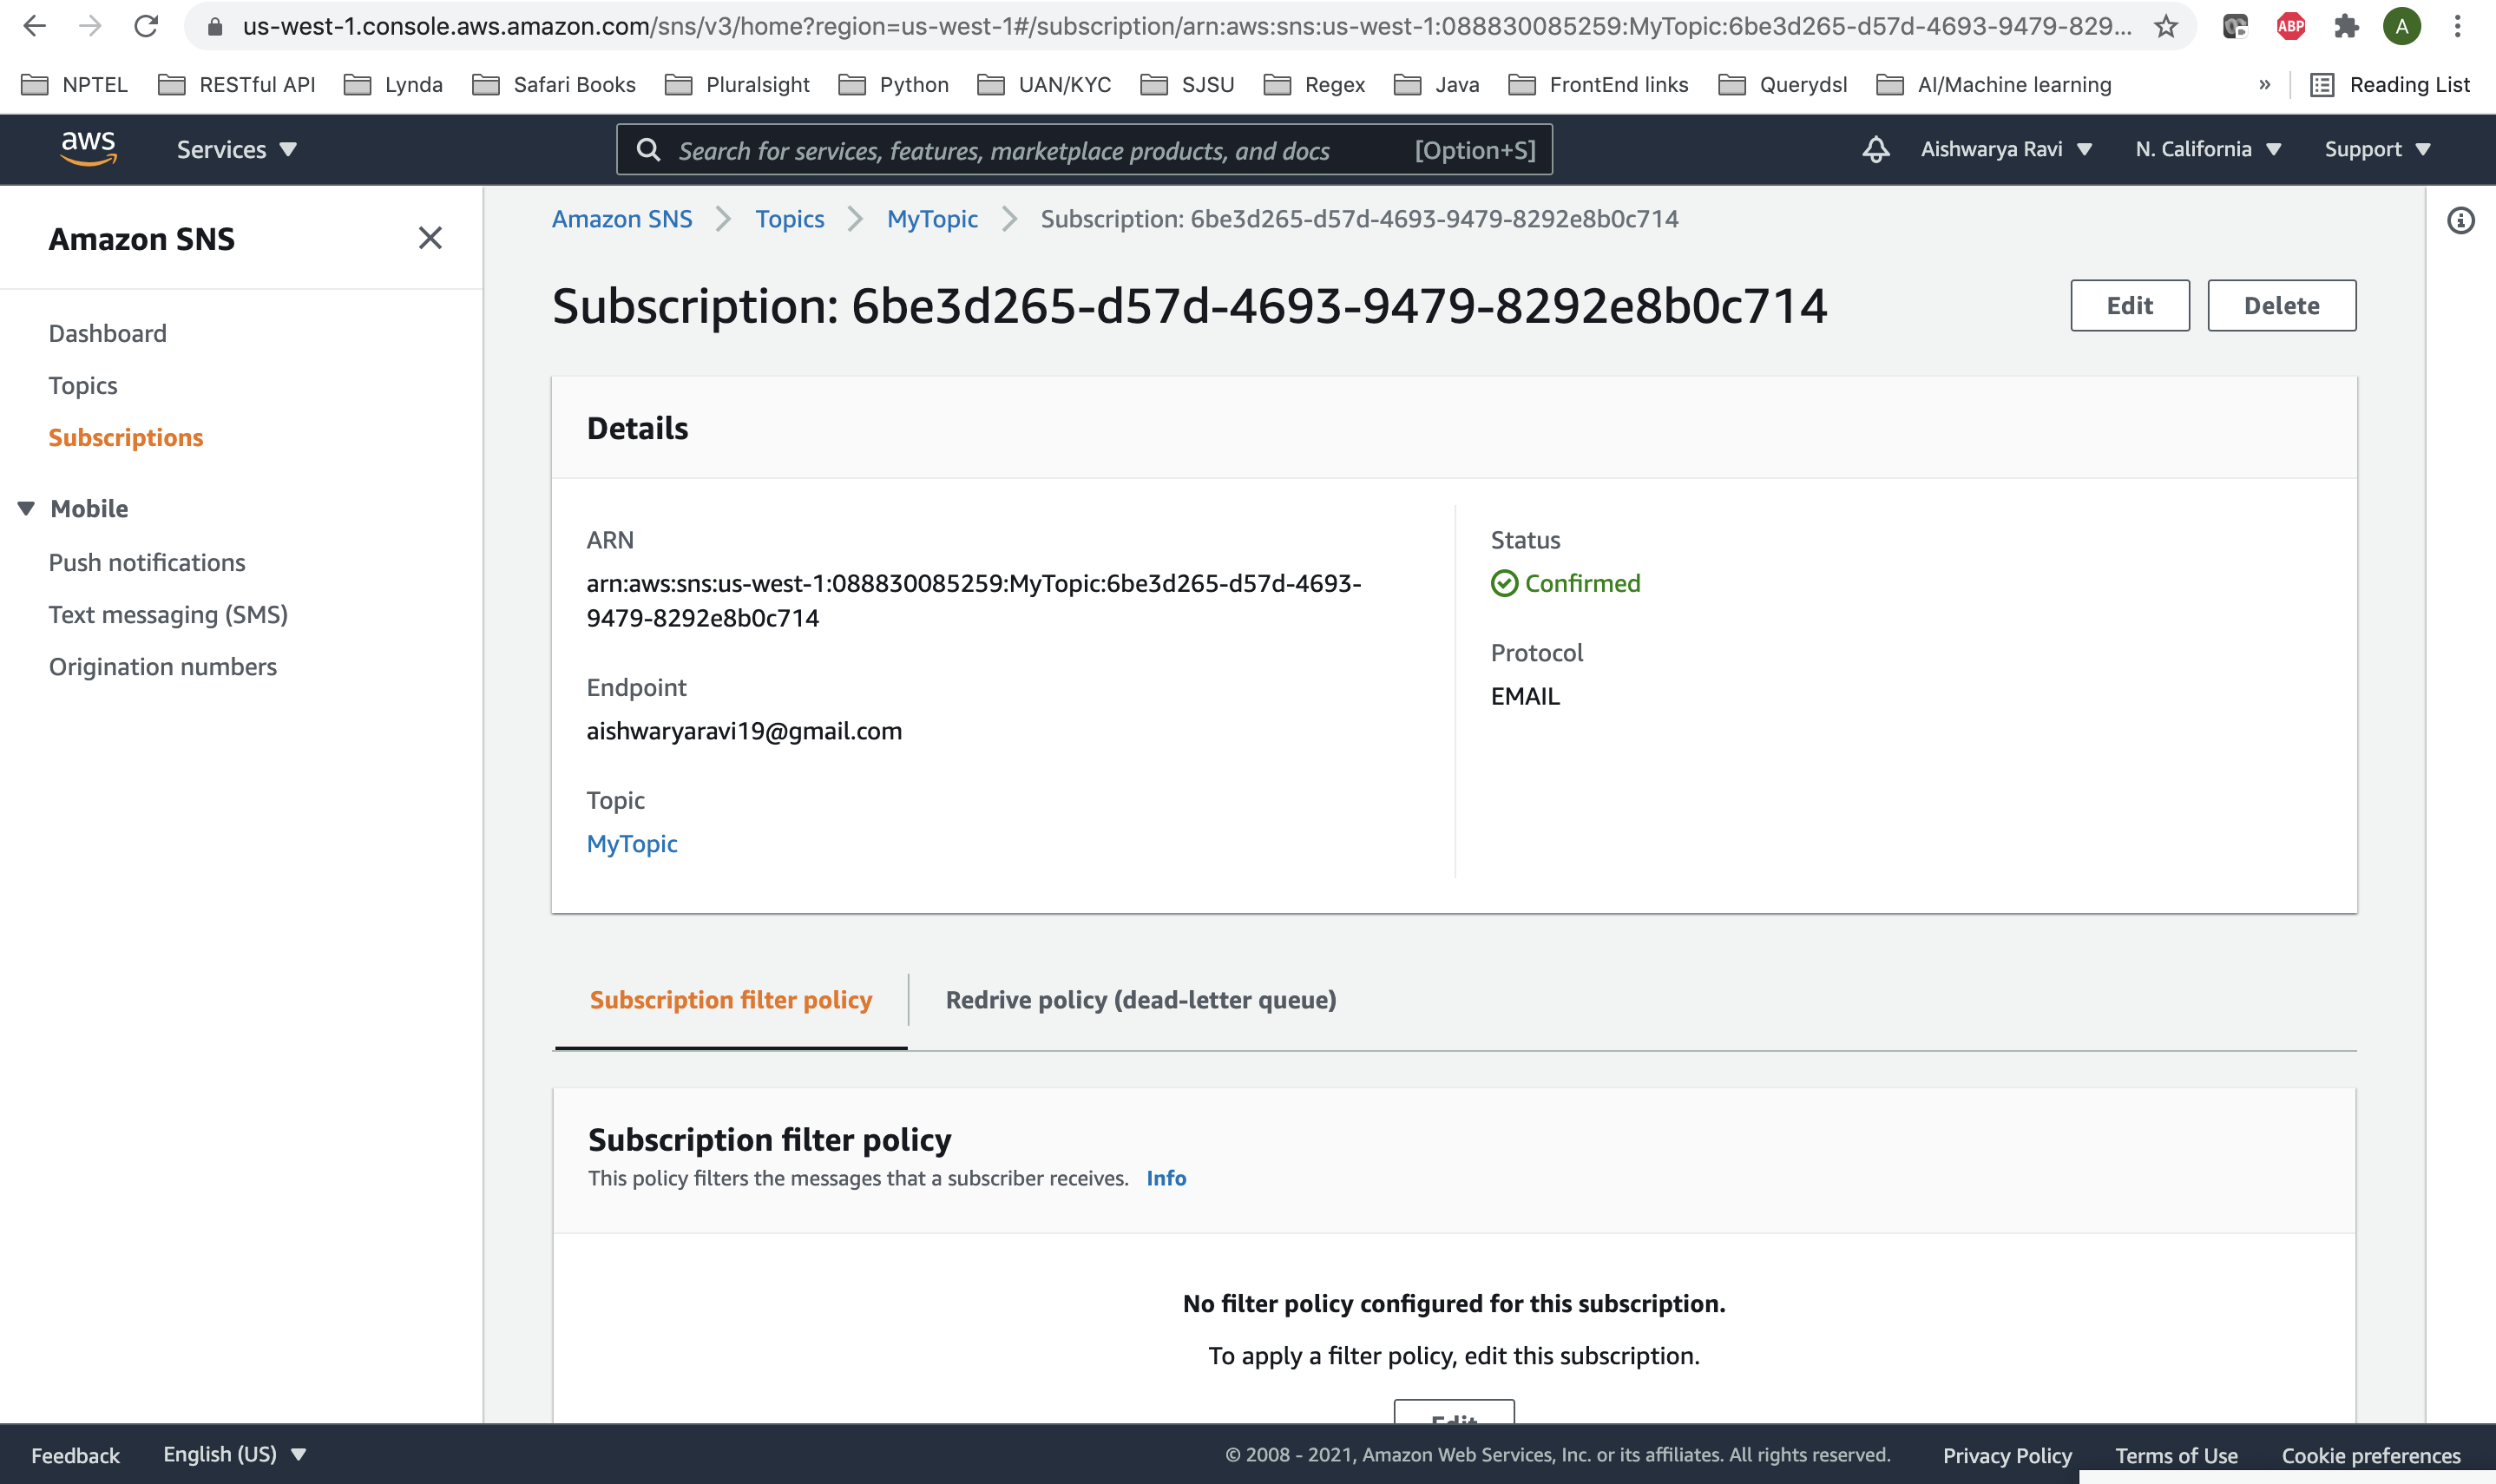 us-west-1.console.aws.amazon.com/sns/v3/home?region=us-west-1#/subscription/arn:aws:sns:us-west-1:088830085259:MyTopic:6be3d265-d57d-4693-9479-829...
ABP
A
NPTEL RESTful API Lynda Safari Books Pluralsight Python UAN/KYC SJSU Regex Java FrontEnd links Querydsl AI/Machine learning » Reading List
aws Services Search for services, features, marketplace products, and docs [Option+S] Aishwarya Ravi N. California Support
Amazon SNS
Dashboard
Topics
Subscriptions
Mobile
Push notifications
Text messaging (SMS)
Origination numbers
Amazon SNS Topics MyTopic Subscription: 6be3d265-d57d-4693-9479-8292e8b0c714
Subscription: 6be3d265-d57d-4693-9479-8292e8b0c714
Edit Delete
Details
ARN
arn:aws:sns:us-west-1:088830085259:MyTopic:6be3d265-d57d-4693-
9479-8292e8b0c714
Endpoint
aishwaryaravi19@gmail.com
Topic
MyTopic
Status
Confirmed
Protocol
EMAIL
Subscription filter policy Redrive policy (dead-letter queue)
Subscription filter policy
This policy filters the messages that a subscriber receives. Info
No filter policy configured for this subscription.
To apply a filter policy, edit this subscription.
Edit
Feedback English (US) © 2008 - 2021, Amazon Web Services, Inc. or its affiliates. All rights reserved. Privacy Policy Terms of Use Cookie preferences